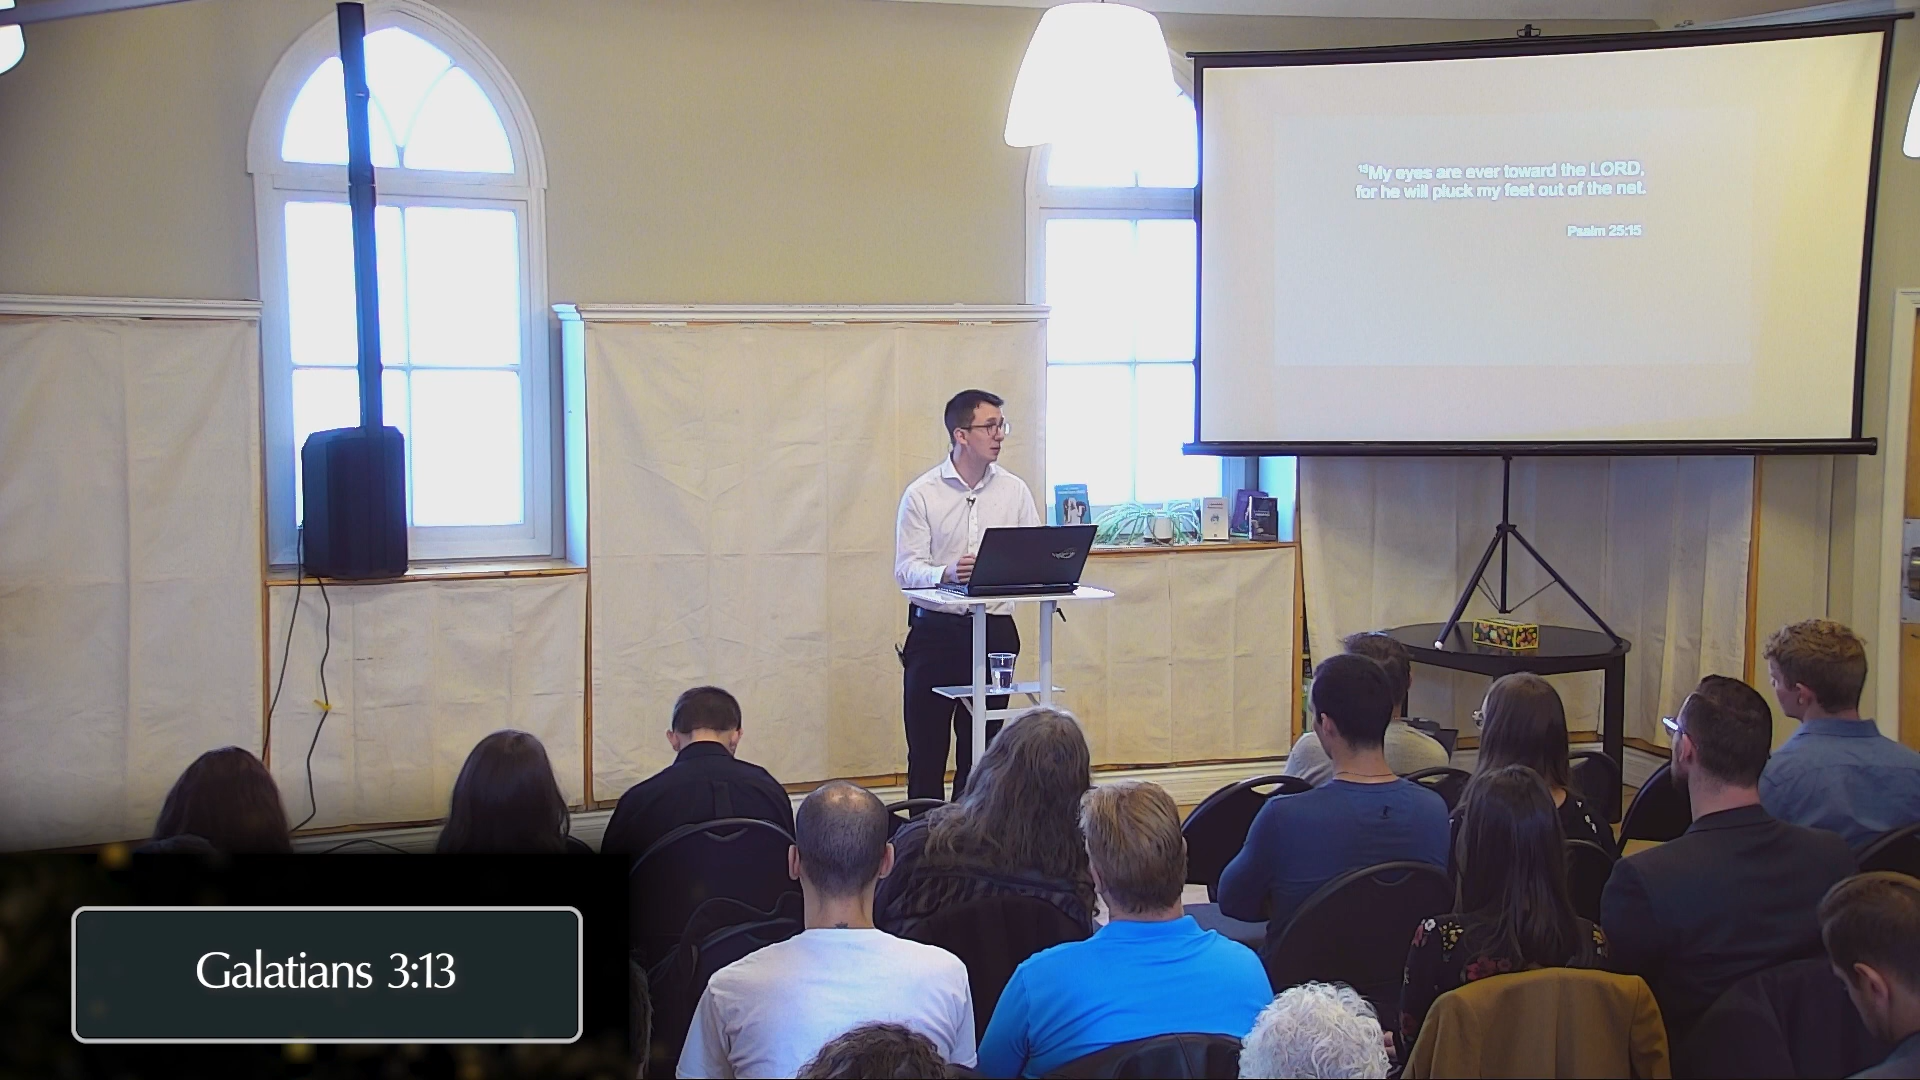 ¹⁵My eyes are ever toward the LORD,
for he will pluck my feet out of the net.
Psalm 25:15
Galatians 3:13